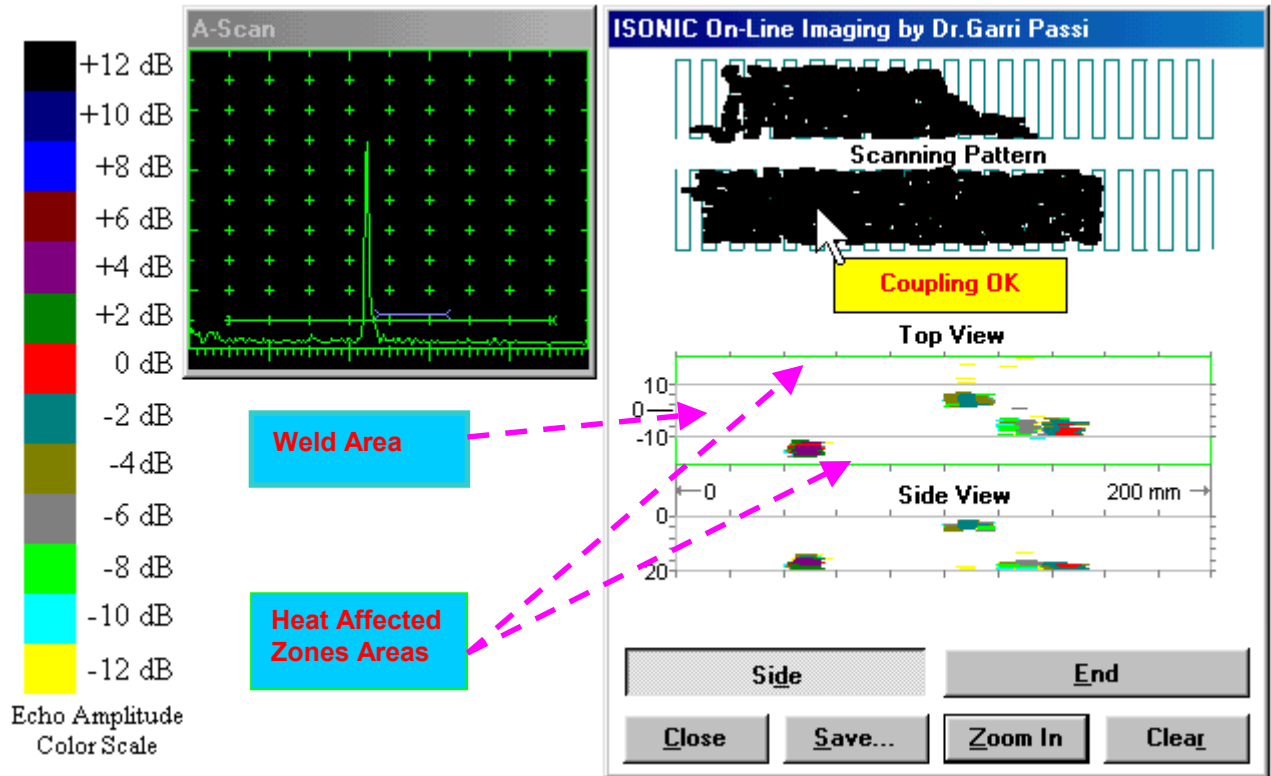 A-Scan
+12 dB
+10 dB
+8 dB
+6 dB
+4 dB
+2 dB
0 dB
-2 dB
-4 dB
-6 dB
-8 dB
-10 dB
-12 dB
Echo Amplitude
Color Scale
Weld Area
Heat Affected
Zones Areas
ISONIC On-Line Imaging by Dr.Garri Passi
Scanning Pattern
Coupling OK
Top View
10
0
-10
0
Side View
200 mm
0
20
Side
End
Close
Save...
Zoom In
Clear